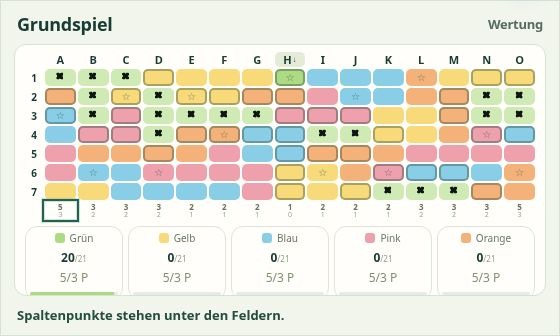 Grundspiel
Wertung
A B C D E F G H↓ I J K L M N O
1 ✖ ✖ ✖ ☆ ☆
2 ✖ ☆ ✖ ☆ ☆ ☆ ✖ ✖
3 ☆ ✖ ✖ ✖ ✖ ✖
4 ✖ ☆ ✖ ✖ ☆
5
6 ☆ ☆ ☆ ☆ ☆
7 ✖ ✖ ✖
5 3 3 3 2 2 2 1 2 2 2 3 3 3 5
3 2 2 2 1 1 1 0 1 1 1 2 2 2 3
Grün Gelb Blau Pink Orange
20/21 0/21 0/21 0/21 0/21
5/3 P 5/3 P 5/3 P 5/3 P 5/3 P
Spaltenpunkte stehen unter den Feldern.